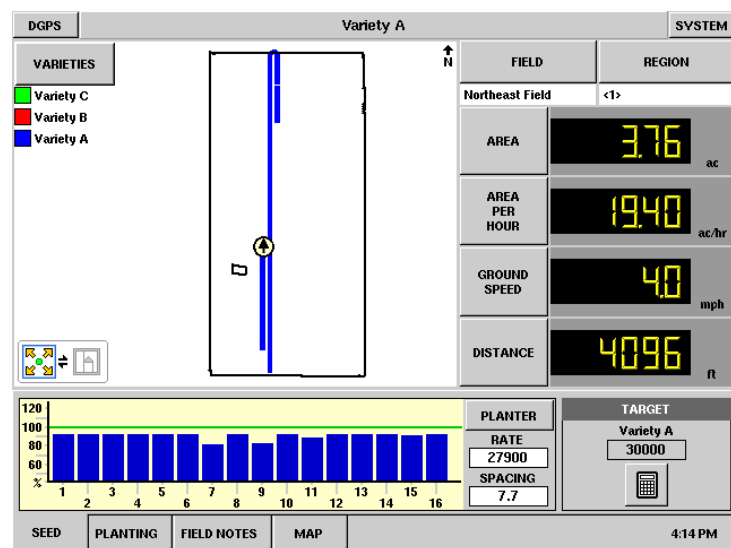 DGPS
Variety A
SYSTEM
VARIETIES
Variety C
Variety B
Variety A
N
FIELD
REGION
Northeast Field
<1>
AREA
3.76
ac
AREA
PER
HOUR
19.40
ac/hr
GROUND
SPEED
4.0
mph
DISTANCE
4096
ft
120
100
80
60
%
1 2 3 4 5 6 7 8 9 10 11 12 13 14 15 16
PLANTER
RATE
27900
SPACING
7.7
TARGET
Variety A
30000
SEED
PLANTING
FIELD NOTES
MAP
4:14 PM